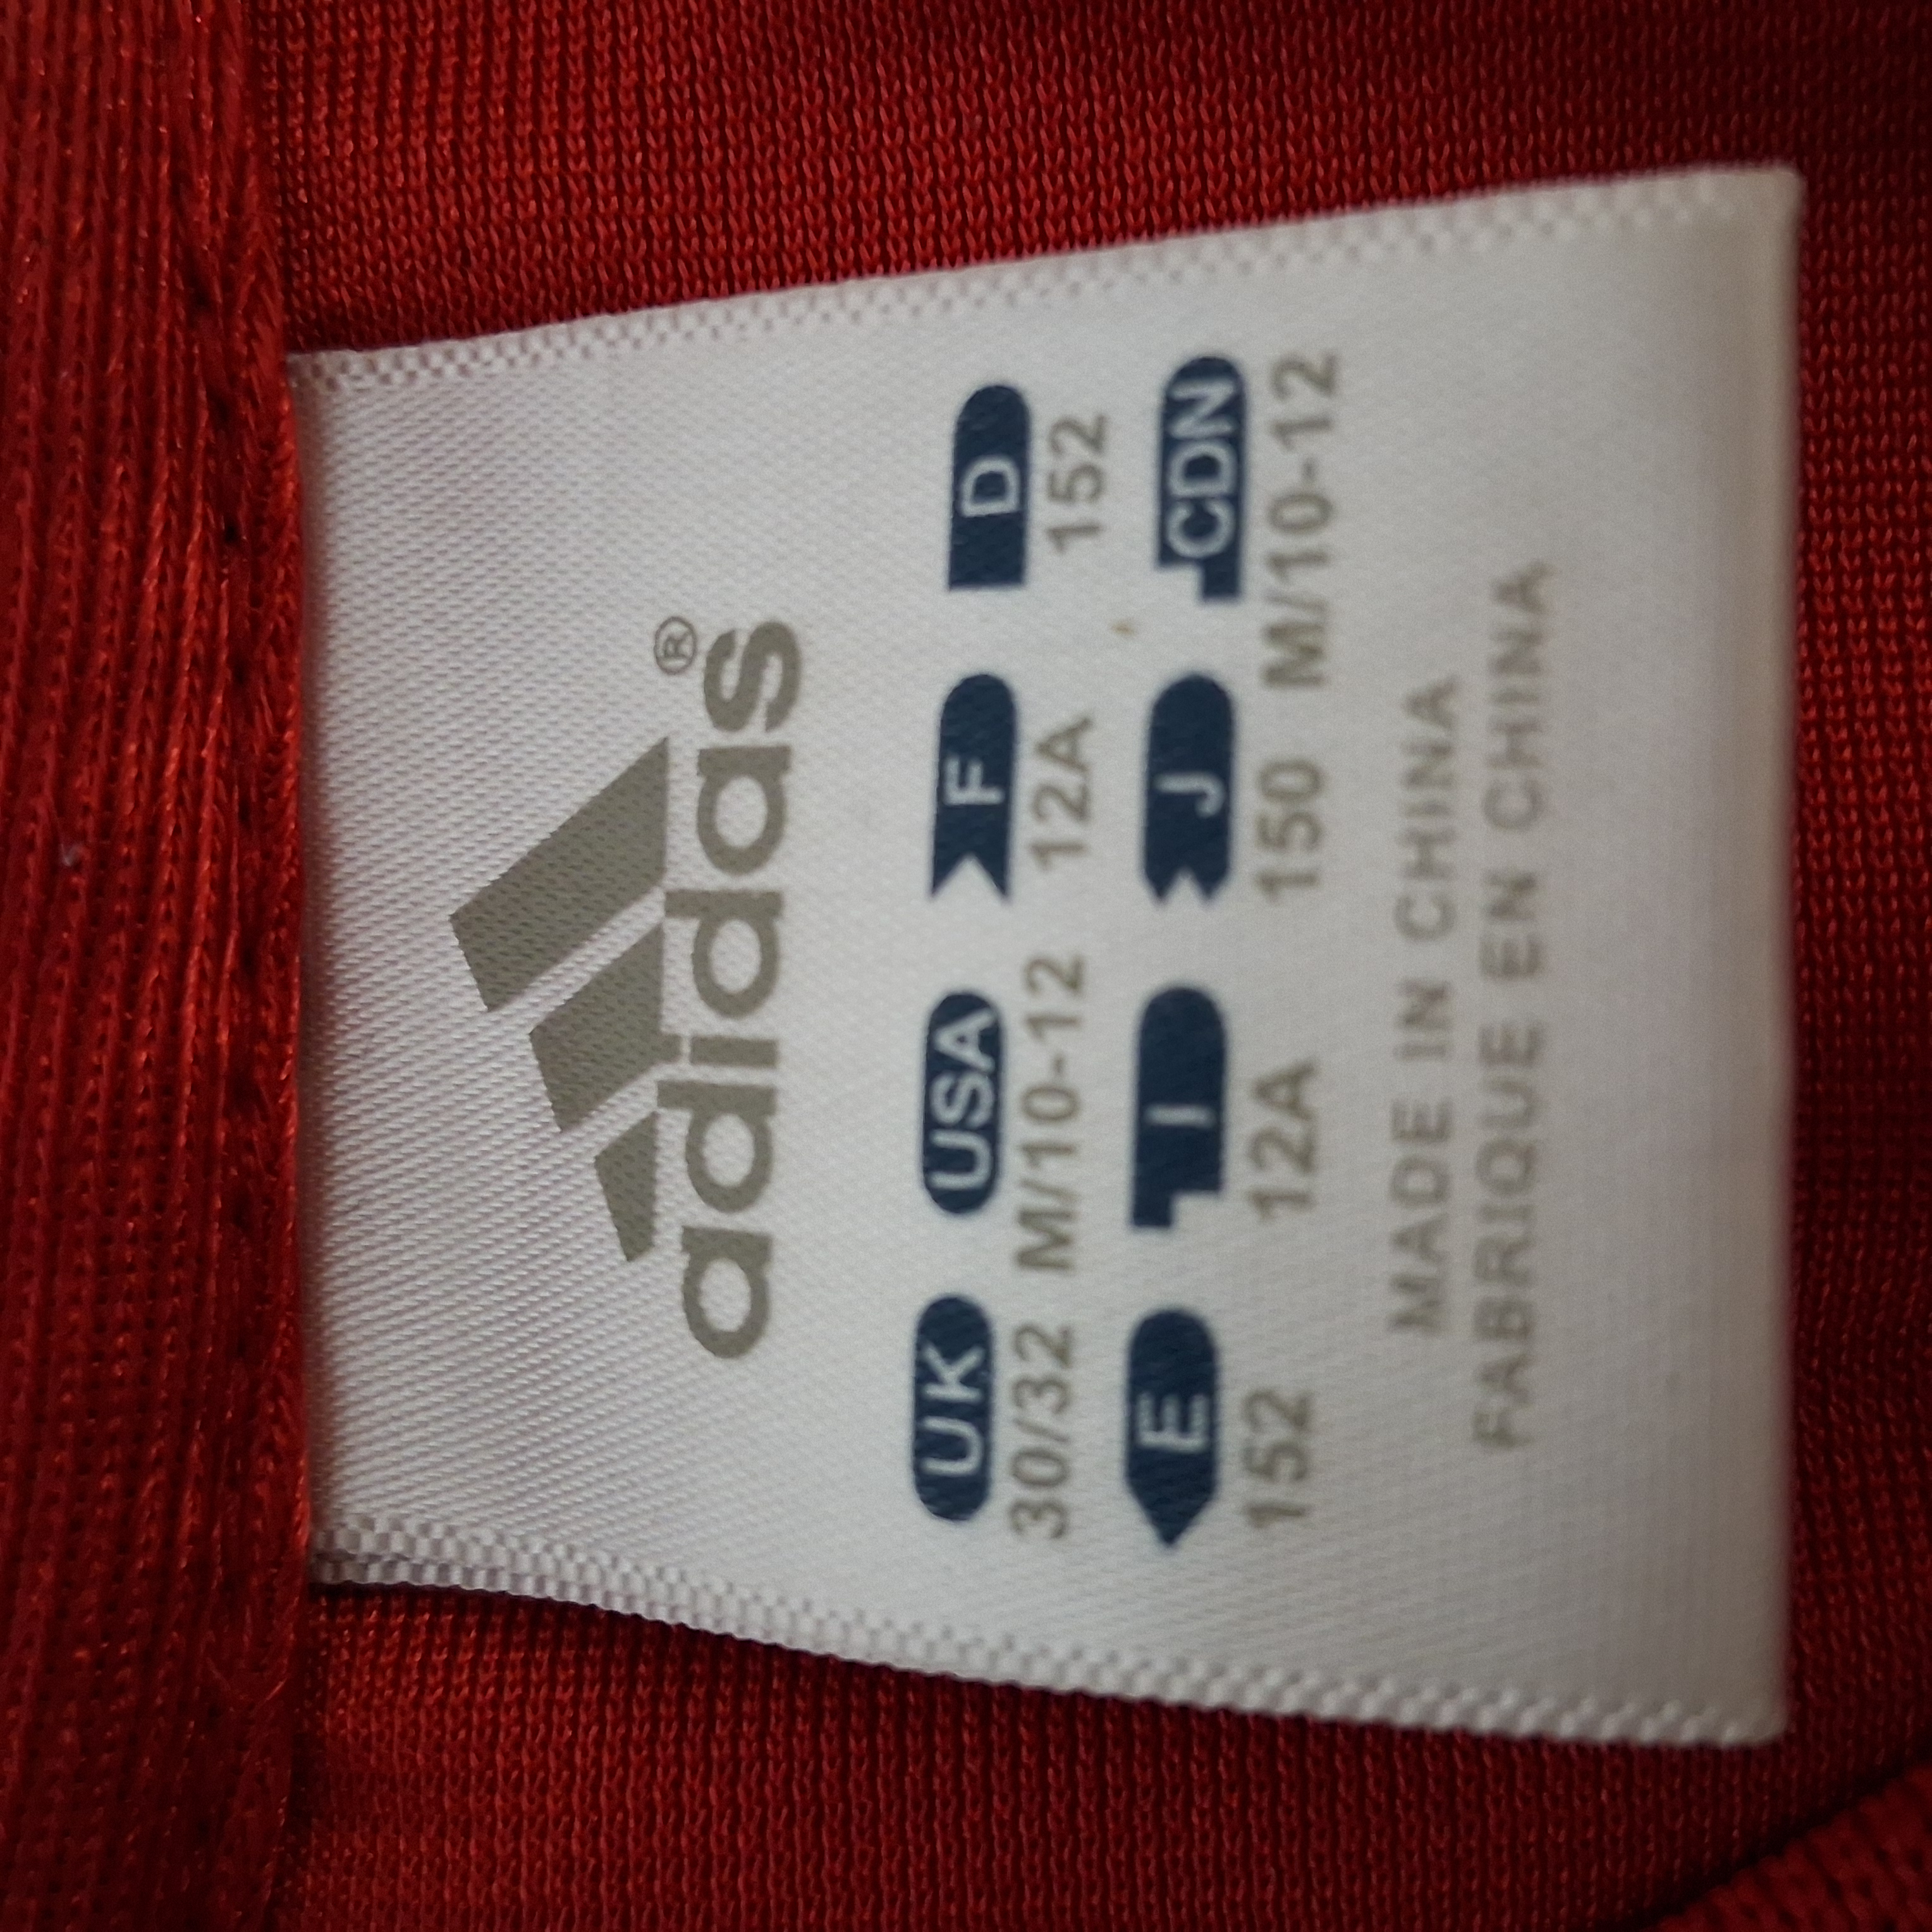 adidas®
UK USA F D
30/32 M/10-12 12A 152
E I J CDN
152 12A 150 M/10-12
MADE IN CHINA
FABRIQUE EN CHINA